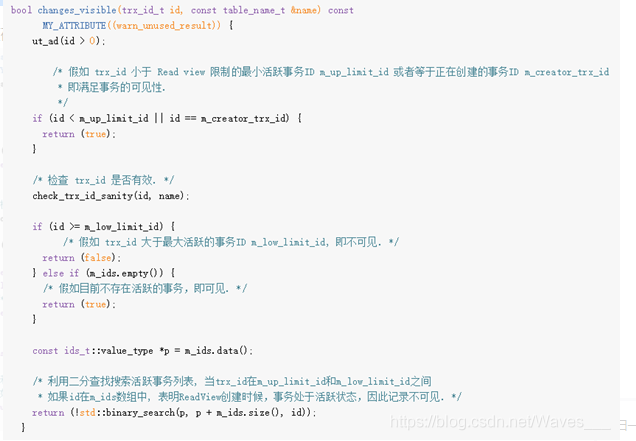 bool changes_visible(trx_id_t id, const table_name_t &name) const
MY_ATTRIBUTE((warn_unused_result)) {
ut_ad(id > 0);
/* 假如 trx_id 小于 Read view 限制的最小活跃事务ID m_up_limit_id 或者等于正在创建的事务ID m_creator_trx_id
* 即满足事务的可见性.
*/
if (id < m_up_limit_id || id == m_creator_trx_id) {
return (true);
}
/* 检查 trx_id 是否有效. */
check_trx_id_sanity(id, name);
if (id >= m_low_limit_id) {
/* 假如 trx_id 大于最大活跃的事务ID m_low_limit_id, 即不可见. */
return (false);
} else if (m_ids.empty()) {
/* 假如目前不存在活跃的事务，即可见. */
return (true);
}
const ids_t::value_type *p = m_ids.data();
/* 利用二分查找搜索活跃事务列表，当trx_id在m_up_limit_id和m_low_limit_id之间
* 如果id在m_ids数组中, 表明ReadView创建时候，事务处于活跃状态，因此记录不可见. */
return (!std::binary_search(p, p + m_ids.size(), id));
}
https://blog.csdn.net/Waves___
日一